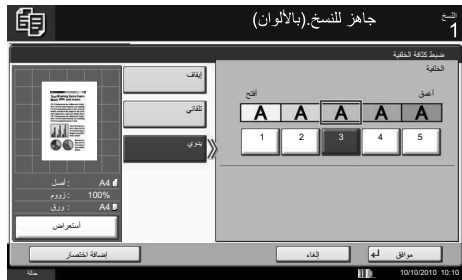 جاهز للنسخ.(بالألوان)
النسخ
1
ضبط كثافة الخلفية
الخلفية
إيقاف
تلقائي
يدوي
أفتح
أغمق
A A A A A
1 2 3 4 5
أصل : A4
زووم : 100%
ورق : A4
أستعراض
إضافة اختصار
إلغاء
موافق
حالة
10/10/2010 10:10